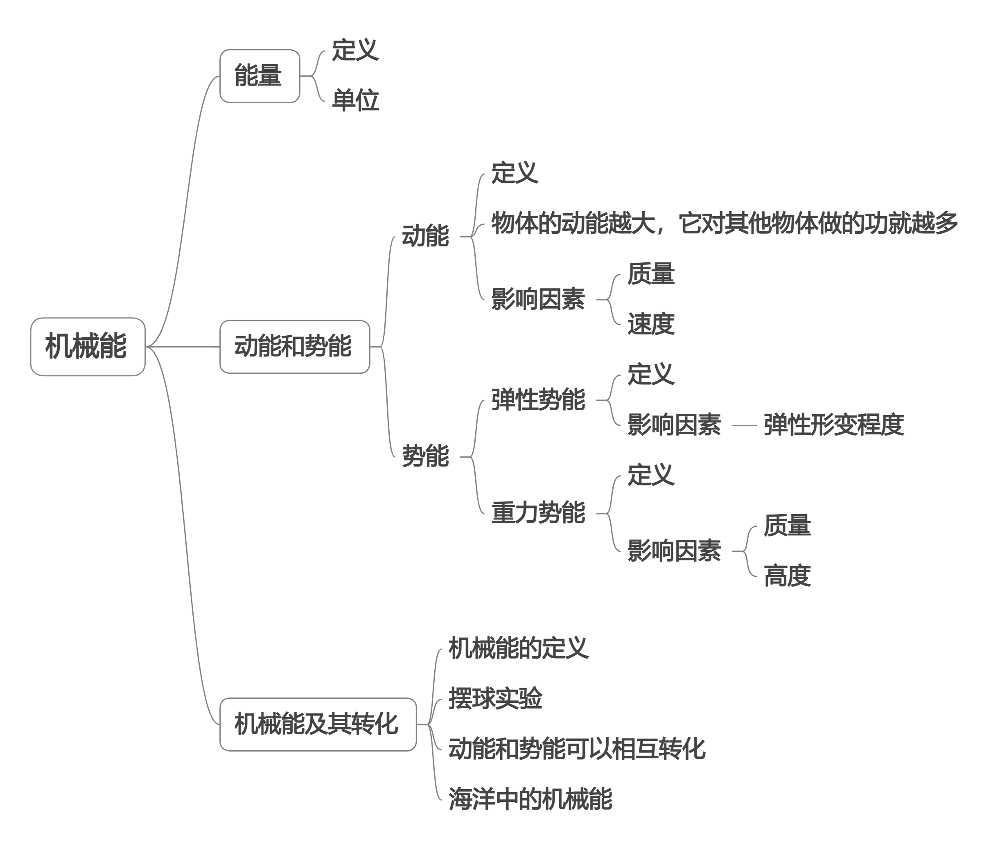 机械能
能量
定义
单位
动能和势能
动能
定义
物体的动能越大，它对其他物体做的功就越多
影响因素
质量
速度
势能
弹性势能
定义
影响因素
弹性形变程度
重力势能
定义
影响因素
质量
高度
机械能及其转化
机械能的定义
摆球实验
动能和势能可以相互转化
海洋中的机械能